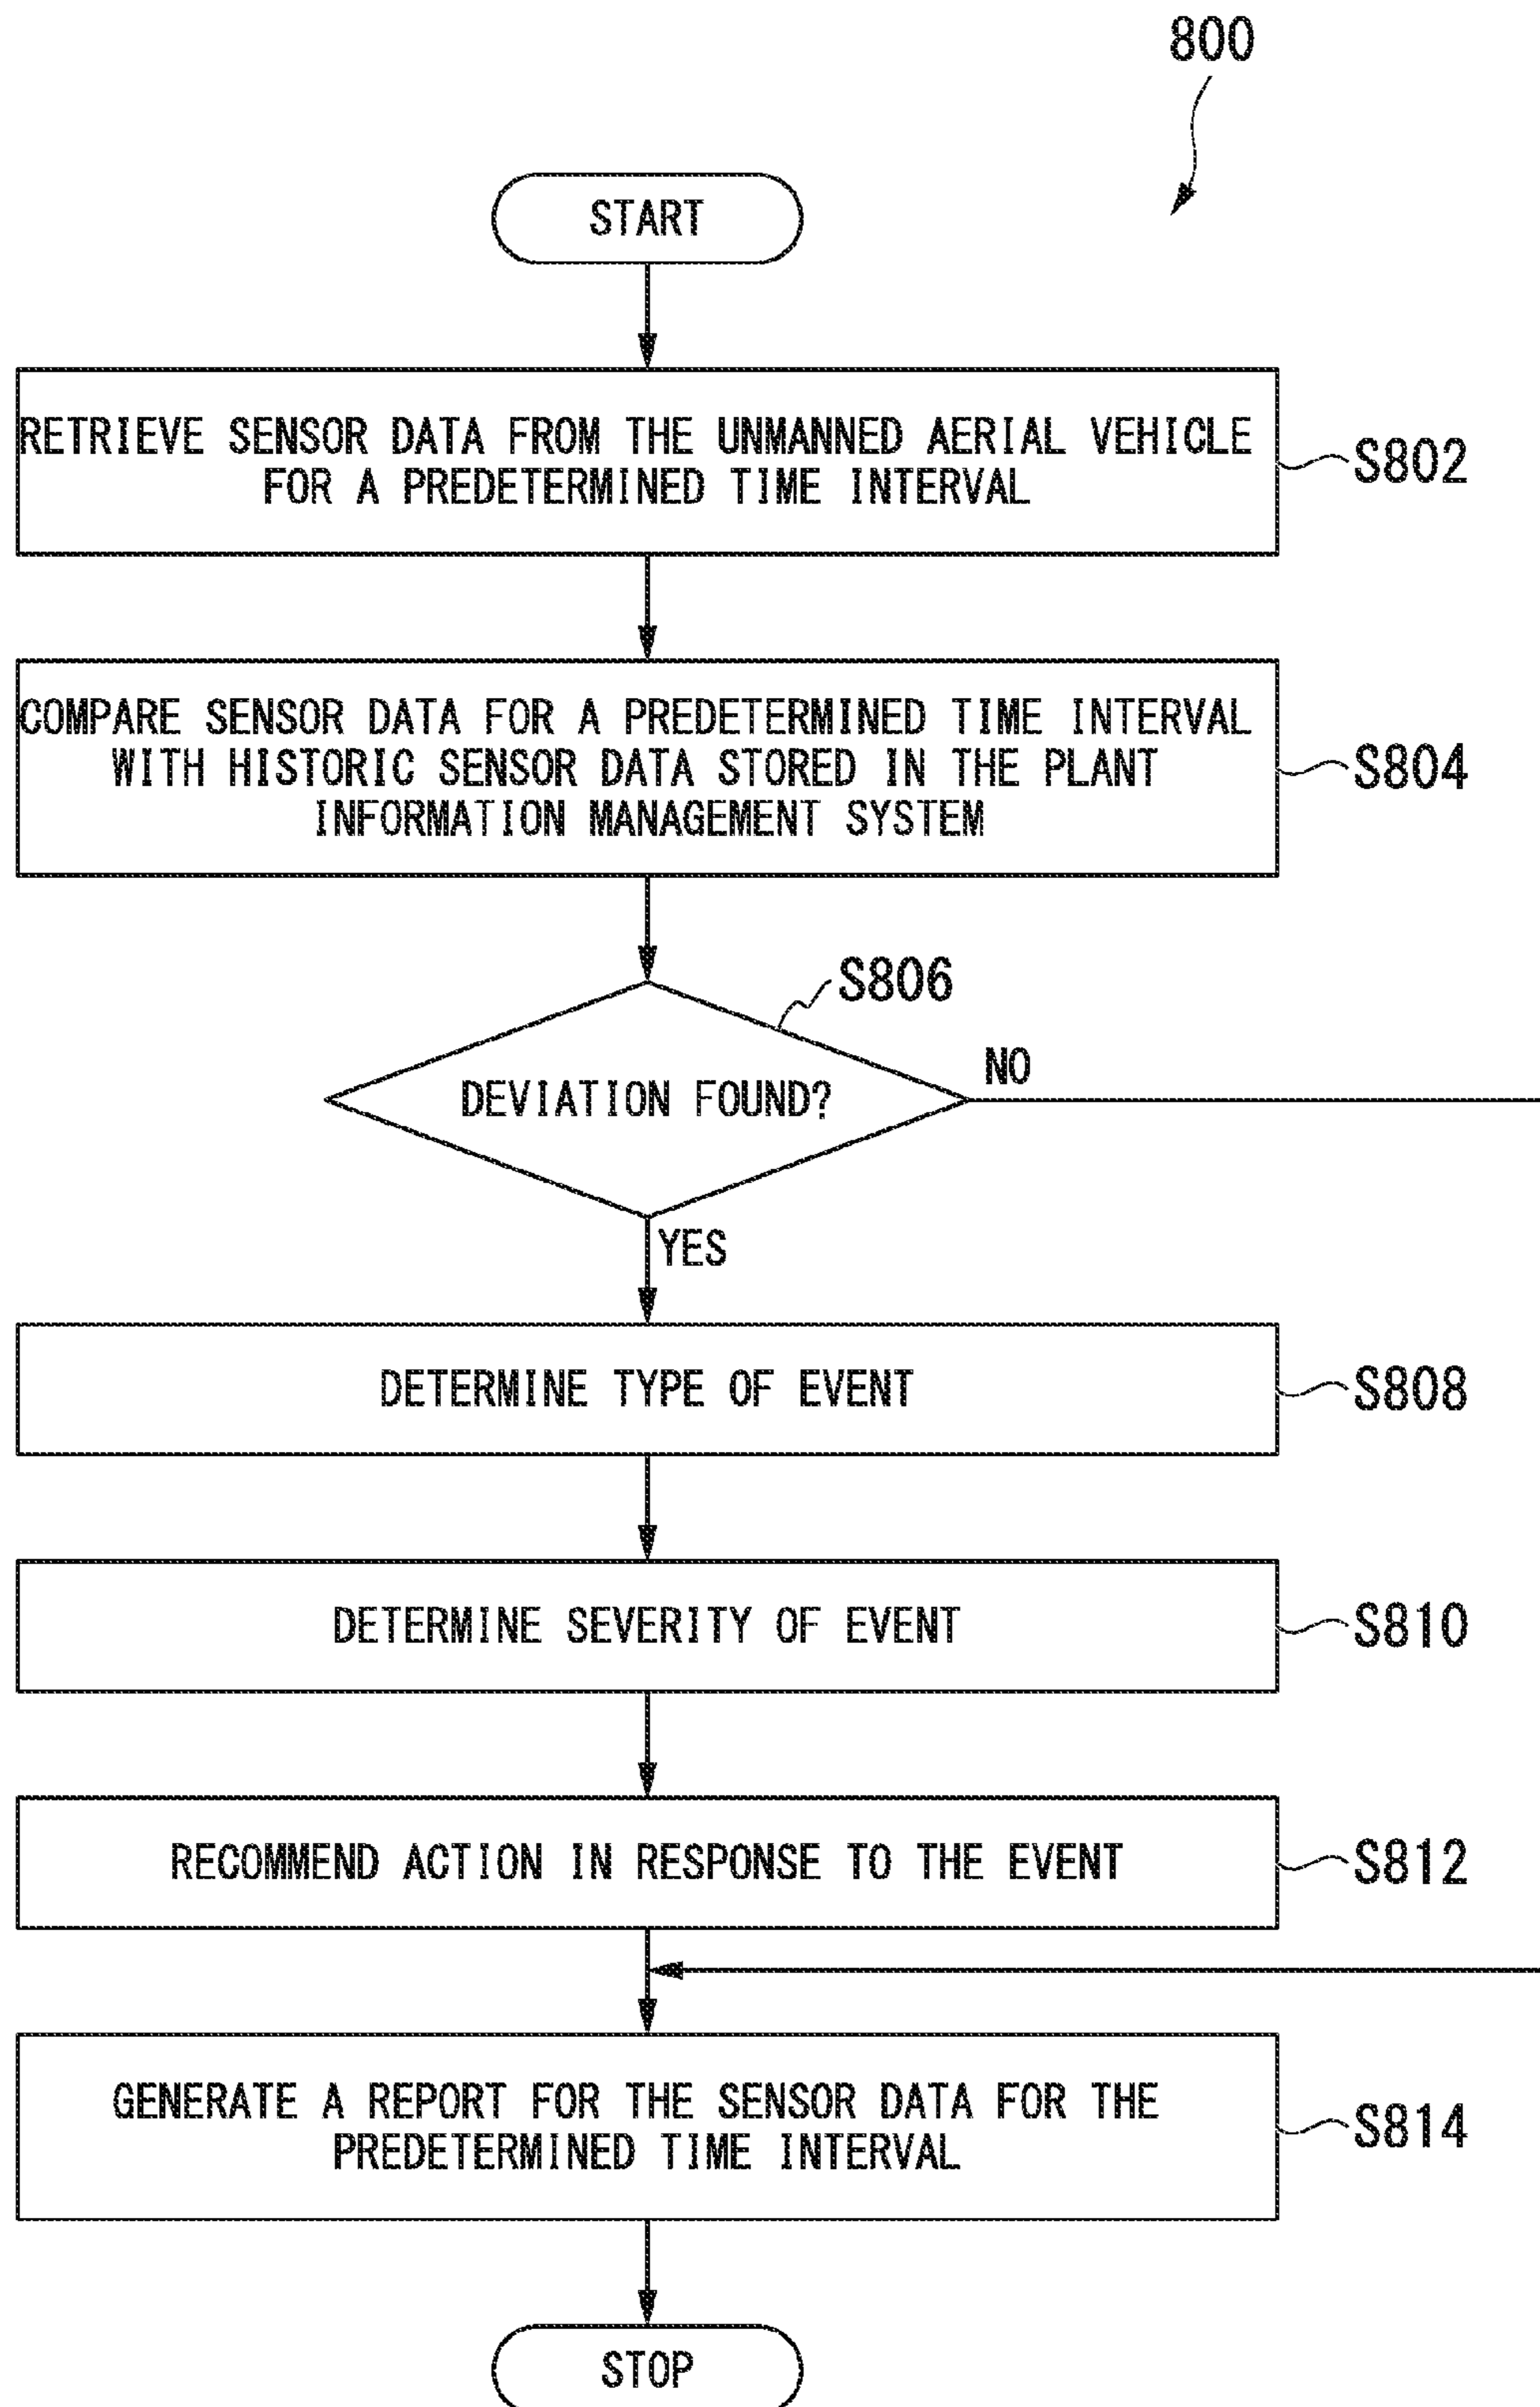 800
START
RETRIEVE SENSOR DATA FROM THE UNMANNED AERIAL VEHICLE
FOR A PREDETERMINED TIME INTERVAL
S802
COMPARE SENSOR DATA FOR A PREDETERMINED TIME INTERVAL
WITH HISTORIC SENSOR DATA STORED IN THE PLANT
INFORMATION MANAGEMENT SYSTEM
S804
S806
DEVIATION FOUND?
NO
YES
DETERMINE TYPE OF EVENT
S808
DETERMINE SEVERITY OF EVENT
S810
RECOMMEND ACTION IN RESPONSE TO THE EVENT
S812
GENERATE A REPORT FOR THE SENSOR DATA FOR THE
PREDETERMINED TIME INTERVAL
S814
STOP